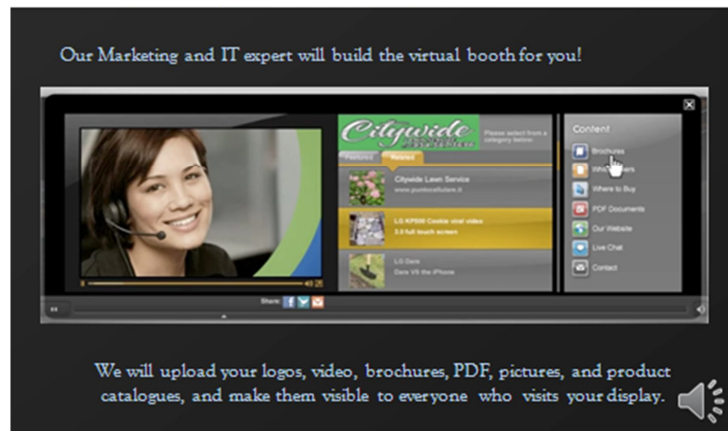 Our Marketing and IT expert will build the virtual booth for you!
Citywide
Please select from a
category below.
Featured
Related
Citywide Lawn Service
www.puntocellulare.it
LG KP500 Cookie viral video
3.0 full touch screen
LG Dare
Dare VS the iPhone
Content
Brochures
Where to Buy
PDF Documents
Our Website
Live Chat
Contact
Share:
We will upload your logos, video, brochures, PDF, pictures, and product
catalogues, and make them visible to everyone who visits your display.